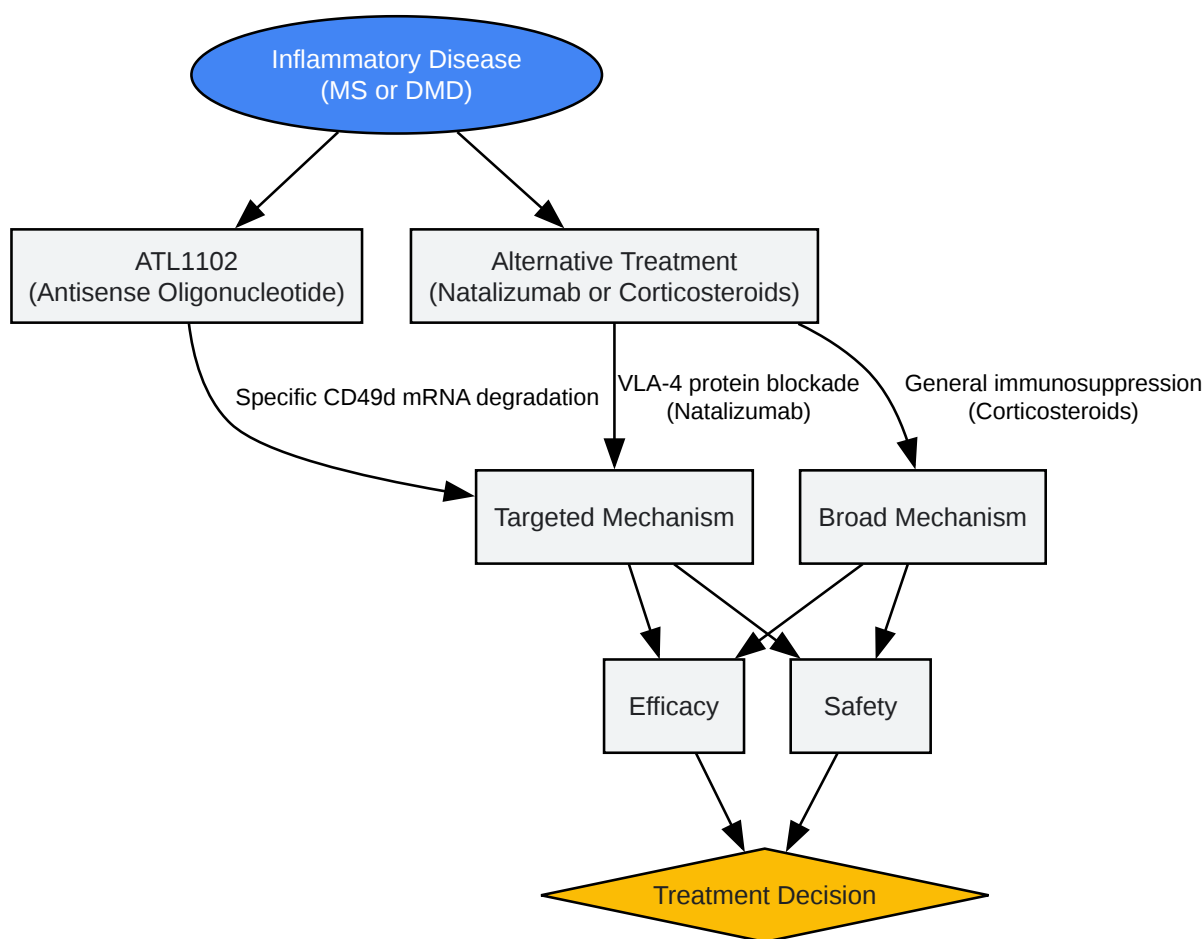 Inflammatory Disease
(MS or DMD)
ATL1102
(Antisense Oligonucleotide)
Alternative Treatment
(Natalizumab or Corticosteroids)
Specific CD49d mRNA degradation
VLA-4 protein blockade
(Natalizumab)
General immunosuppression
(Corticosteroids)
Targeted Mechanism
Broad Mechanism
Efficacy
Safety
Treatment Decision